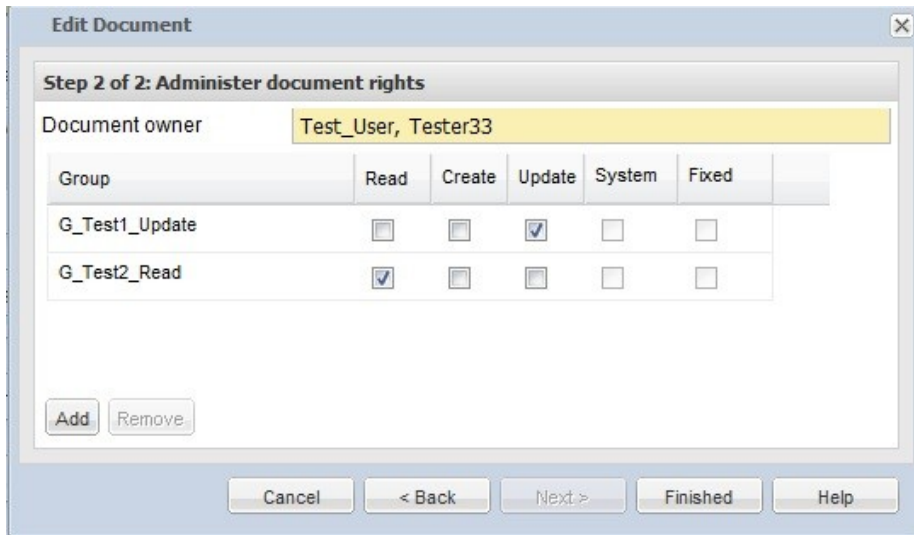 Edit Document
Step 2 of 2: Administer document rights
Document owner Test_User, Tester33
Group Read Create Update System Fixed
G_Test1_Update
G_Test2_Read
Add Remove
Cancel < Back Next > Finished Help